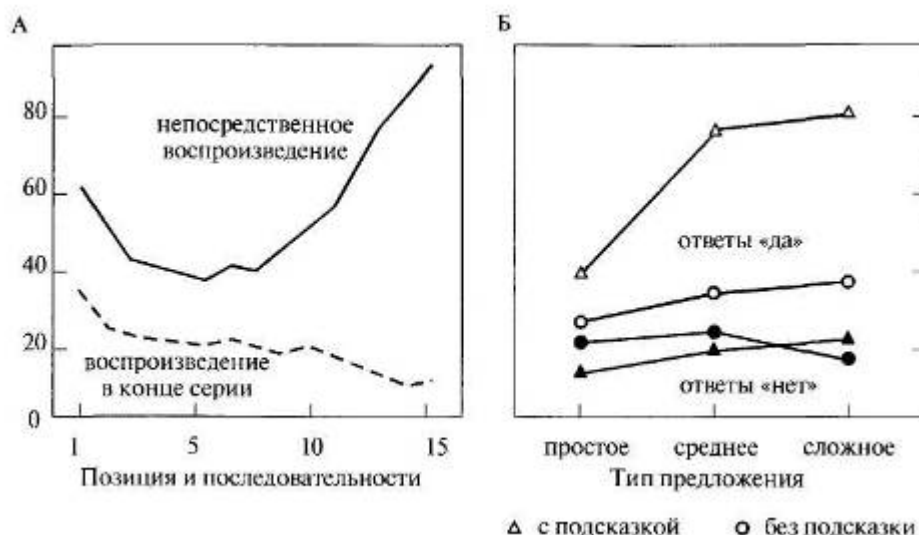 А
80
60
40
20
0
непосредственное
воспроизведение
воспроизведение
в конце серии
1 5 10 15
Позиция и последовательности
Б
ответы «да»
ответы «нет»
простое среднее сложное
Тип предложения
△ с подсказкой ○ без подсказки